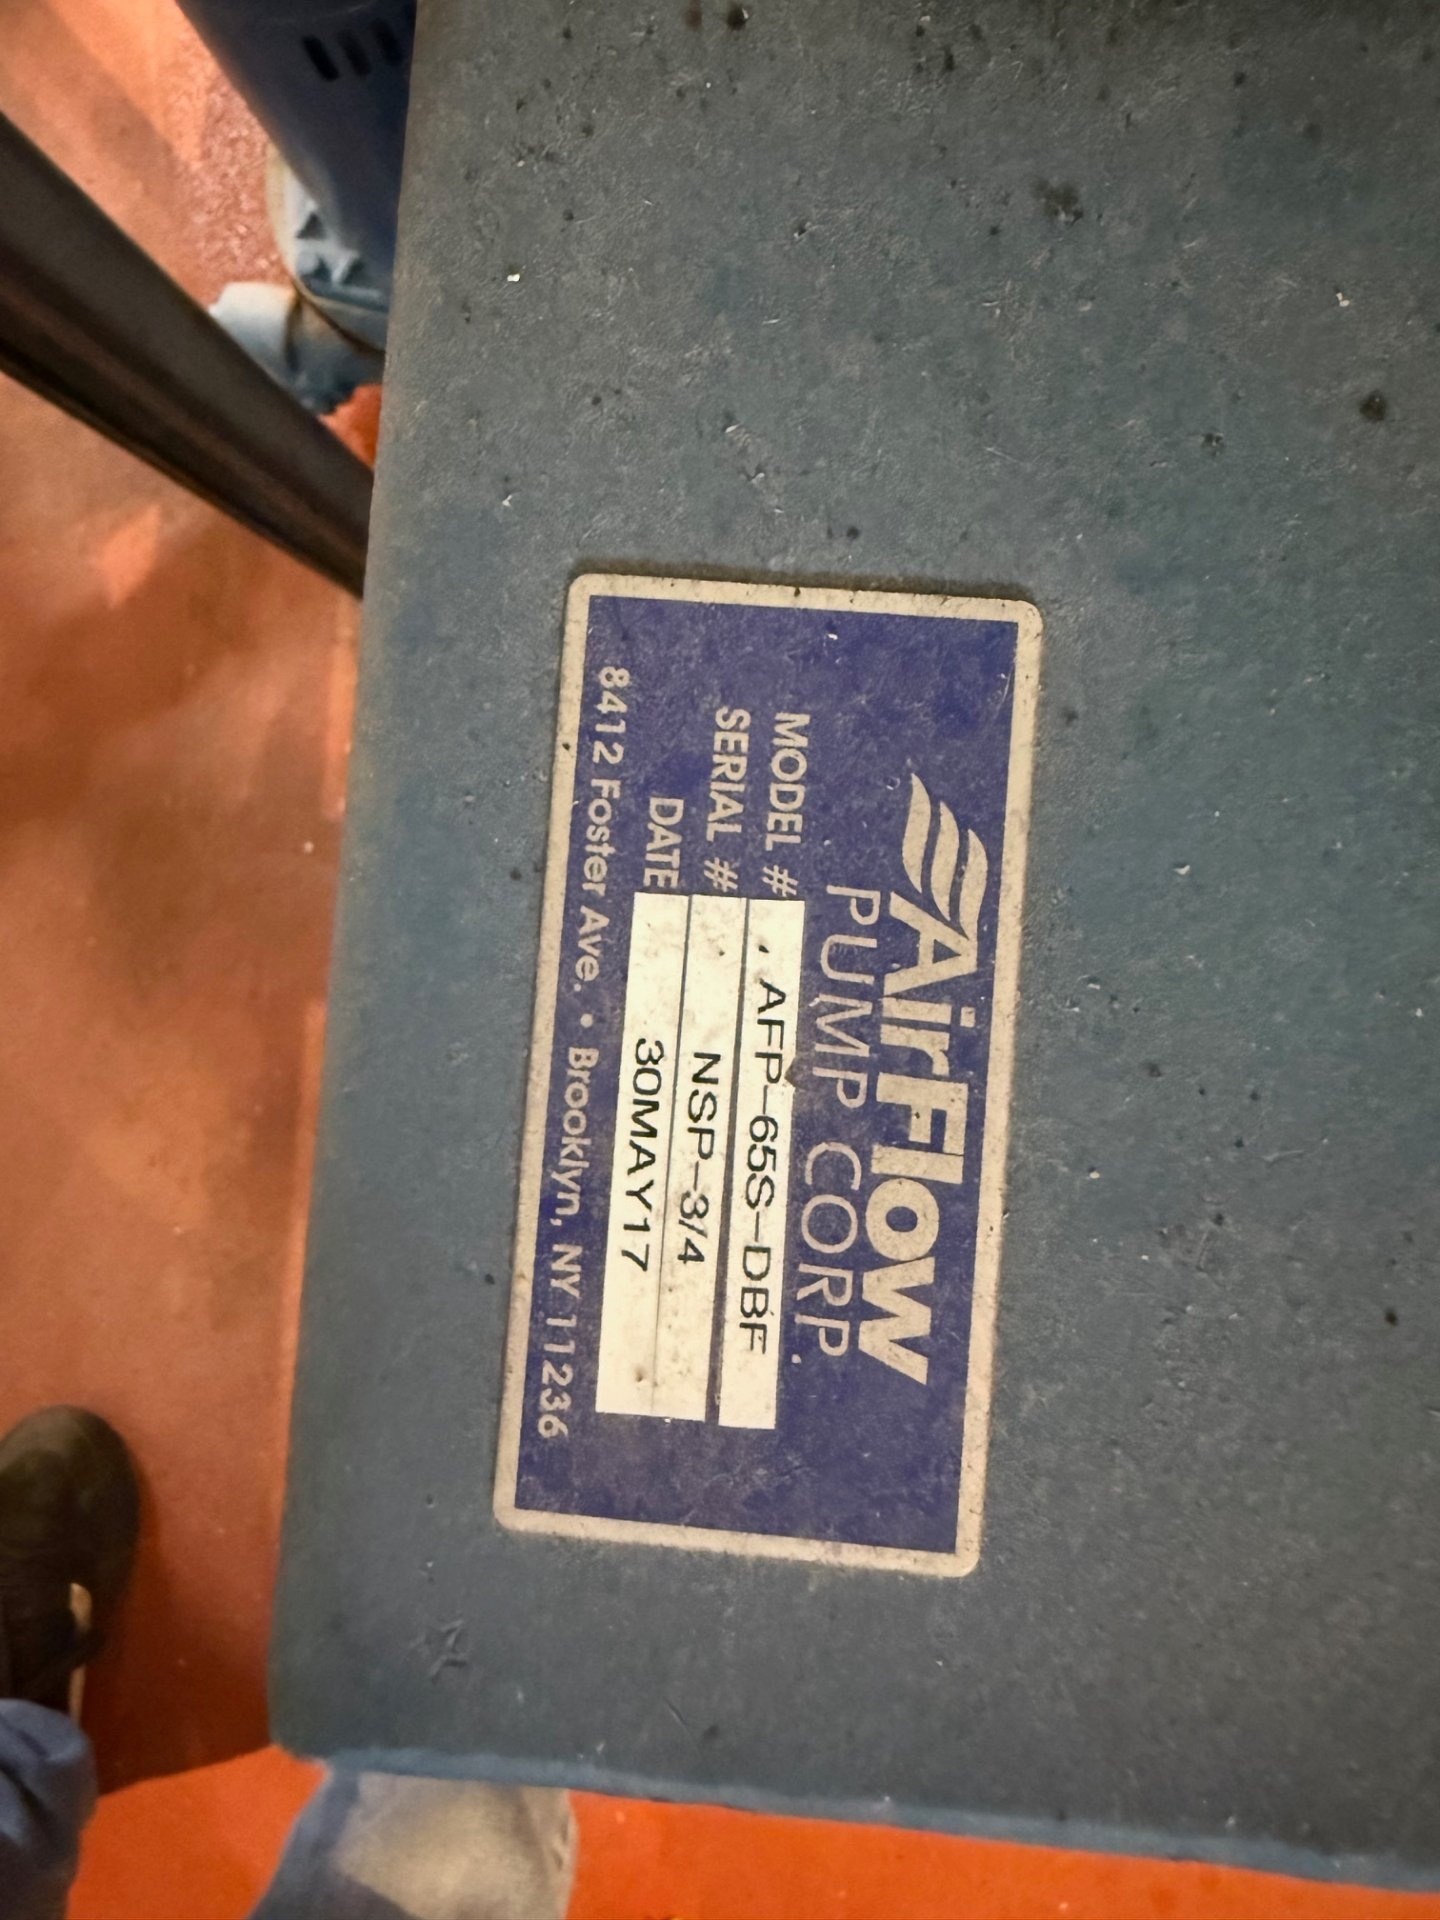 AirFlow
PUMP CORP.
MODEL # AFP-65S-DBF
SERIAL # NSP-3/4
DATE 30MAY17
8412 Foster Ave. • Brooklyn, NY 11236